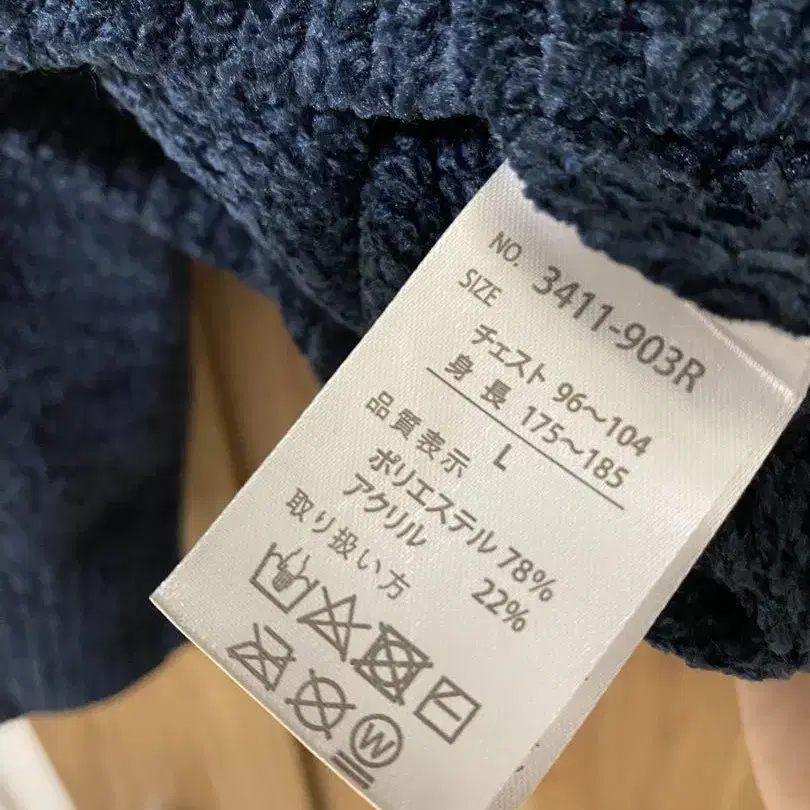 NO. 3411-903R
SIZE
チェスト 96〜104
身長 175〜185
L
品質表示
ポリエステル 78%
アクリル 22%
取り扱い方
W